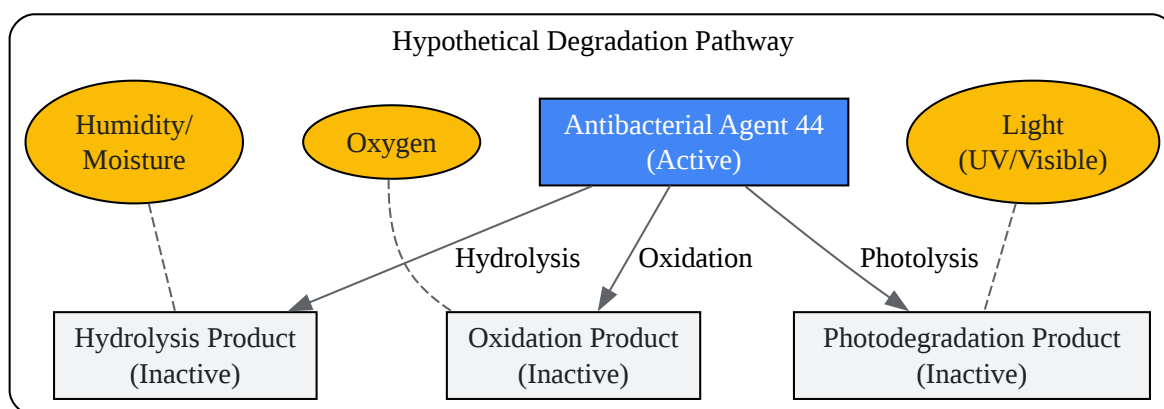 Hypothetical Degradation Pathway
Humidity/
Moisture
Oxygen
Antibacterial Agent 44
(Active)
Light
(UV/Visible)
Hydrolysis
Oxidation
Photolysis
Hydrolysis Product
(Inactive)
Oxidation Product
(Inactive)
Photodegradation Product
(Inactive)